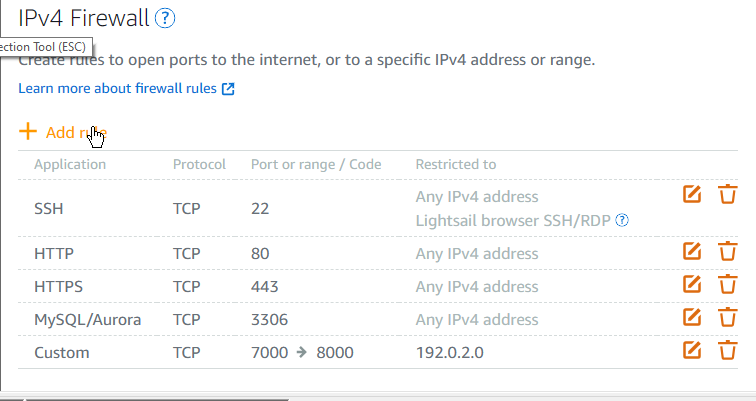 IPv4 Firewall ?
ection Tool (ESC)
Create rules to open ports to the internet, or to a specific IPv4 address or range.
Learn more about firewall rules
+ Add rule
Application Protocol Port or range / Code Restricted to
SSH TCP 22 Any IPv4 address
Lightsail browser SSH/RDP ?
HTTP TCP 80 Any IPv4 address
HTTPS TCP 443 Any IPv4 address
MySQL/Aurora TCP 3306 Any IPv4 address
Custom TCP 7000 → 8000 192.0.2.0